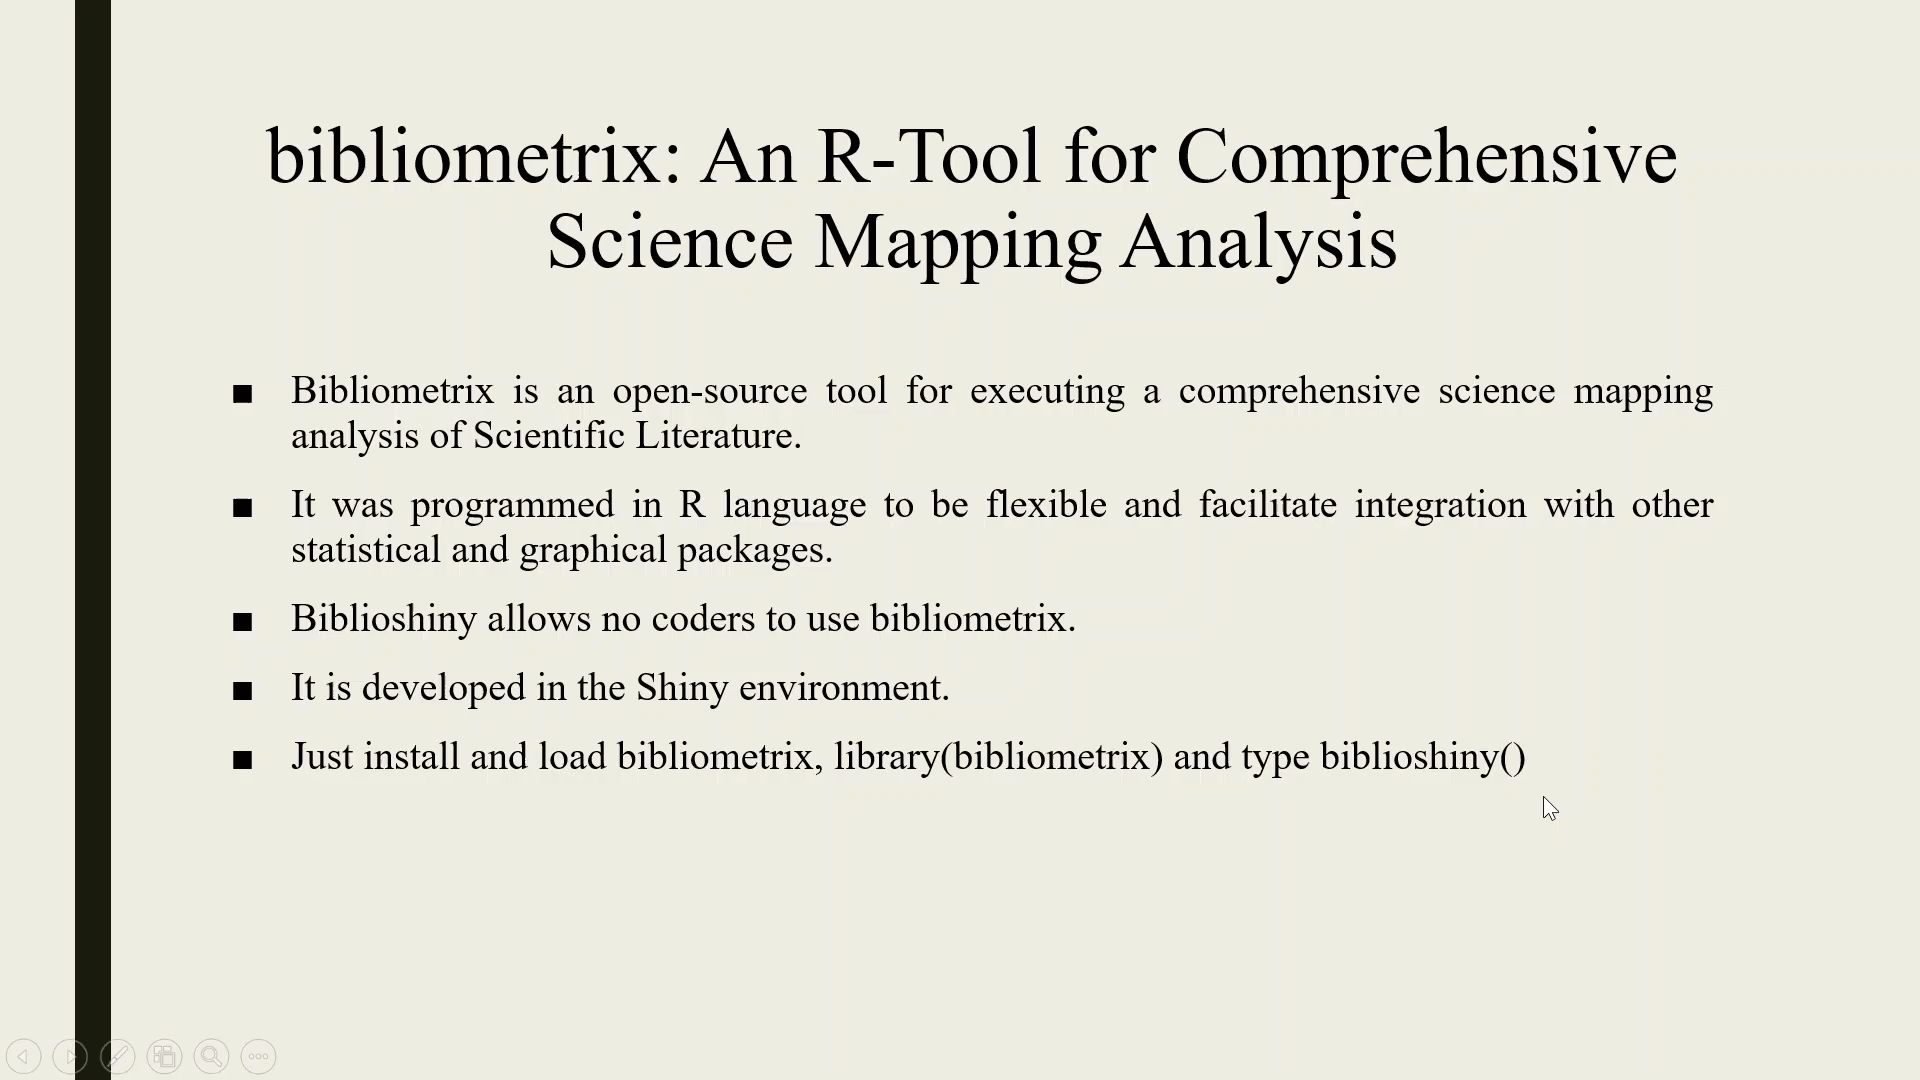 bibliometrix: An R-Tool for Comprehensive
Science Mapping Analysis
■ Bibliometrix is an open-source tool for executing a comprehensive science mapping
analysis of Scientific Literature.
■ It was programmed in R language to be flexible and facilitate integration with other
statistical and graphical packages.
■ Biblioshiny allows no coders to use bibliometrix.
■ It is developed in the Shiny environment.
■ Just install and load bibliometrix, library(bibliometrix) and type biblioshiny()